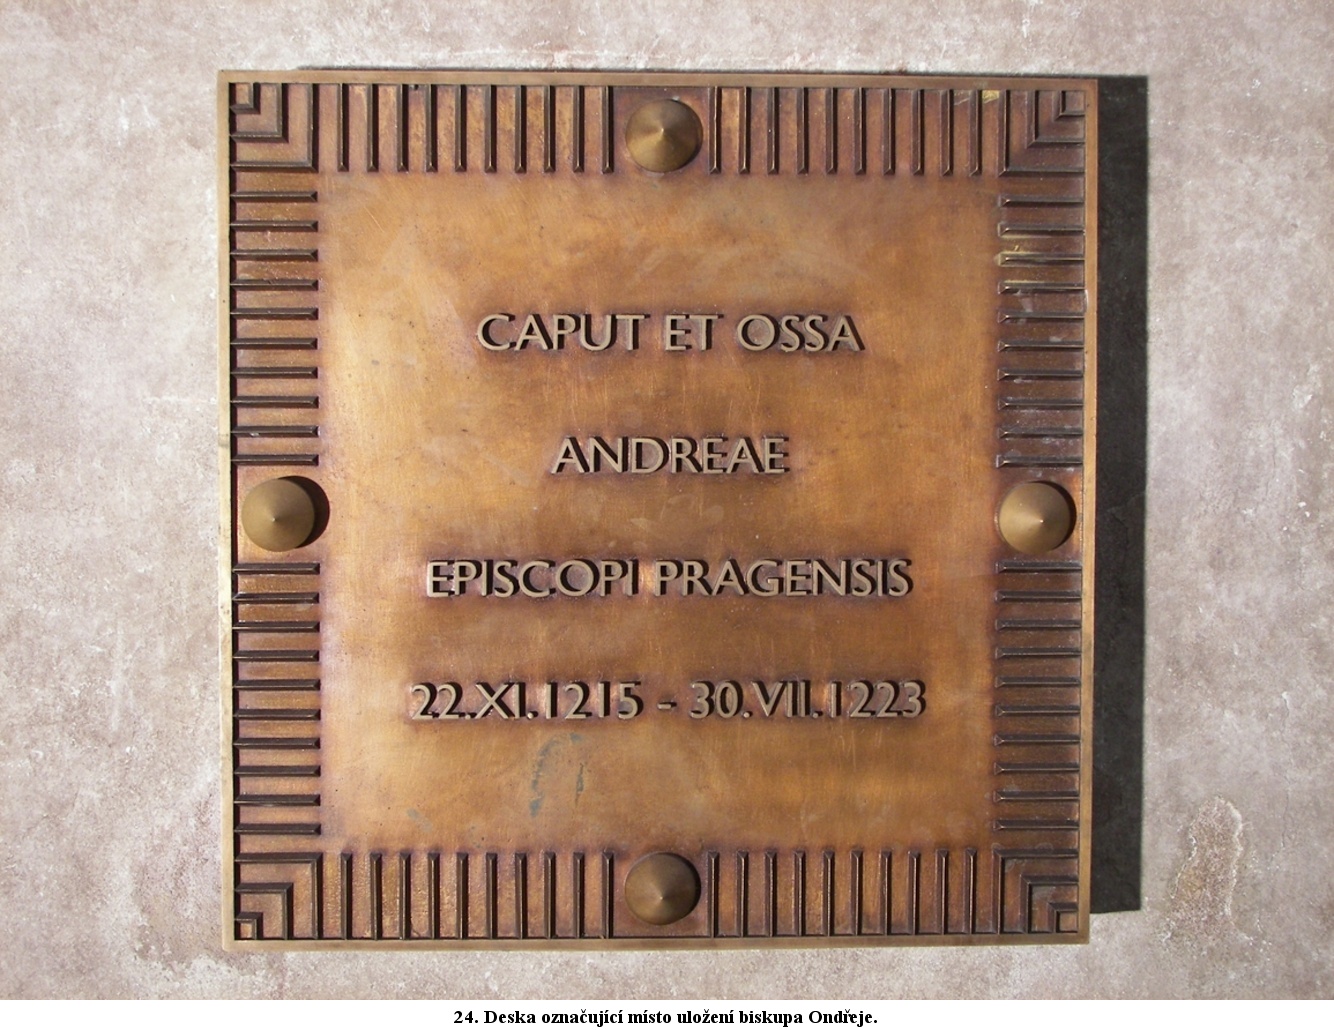 CAPUT ET OSSA
ANDREAE
EPISCOPI PRAGENSIS
22.XI.1215 - 30.VII.1223
24. Deska označující místo uložení biskupa Ondřeje.